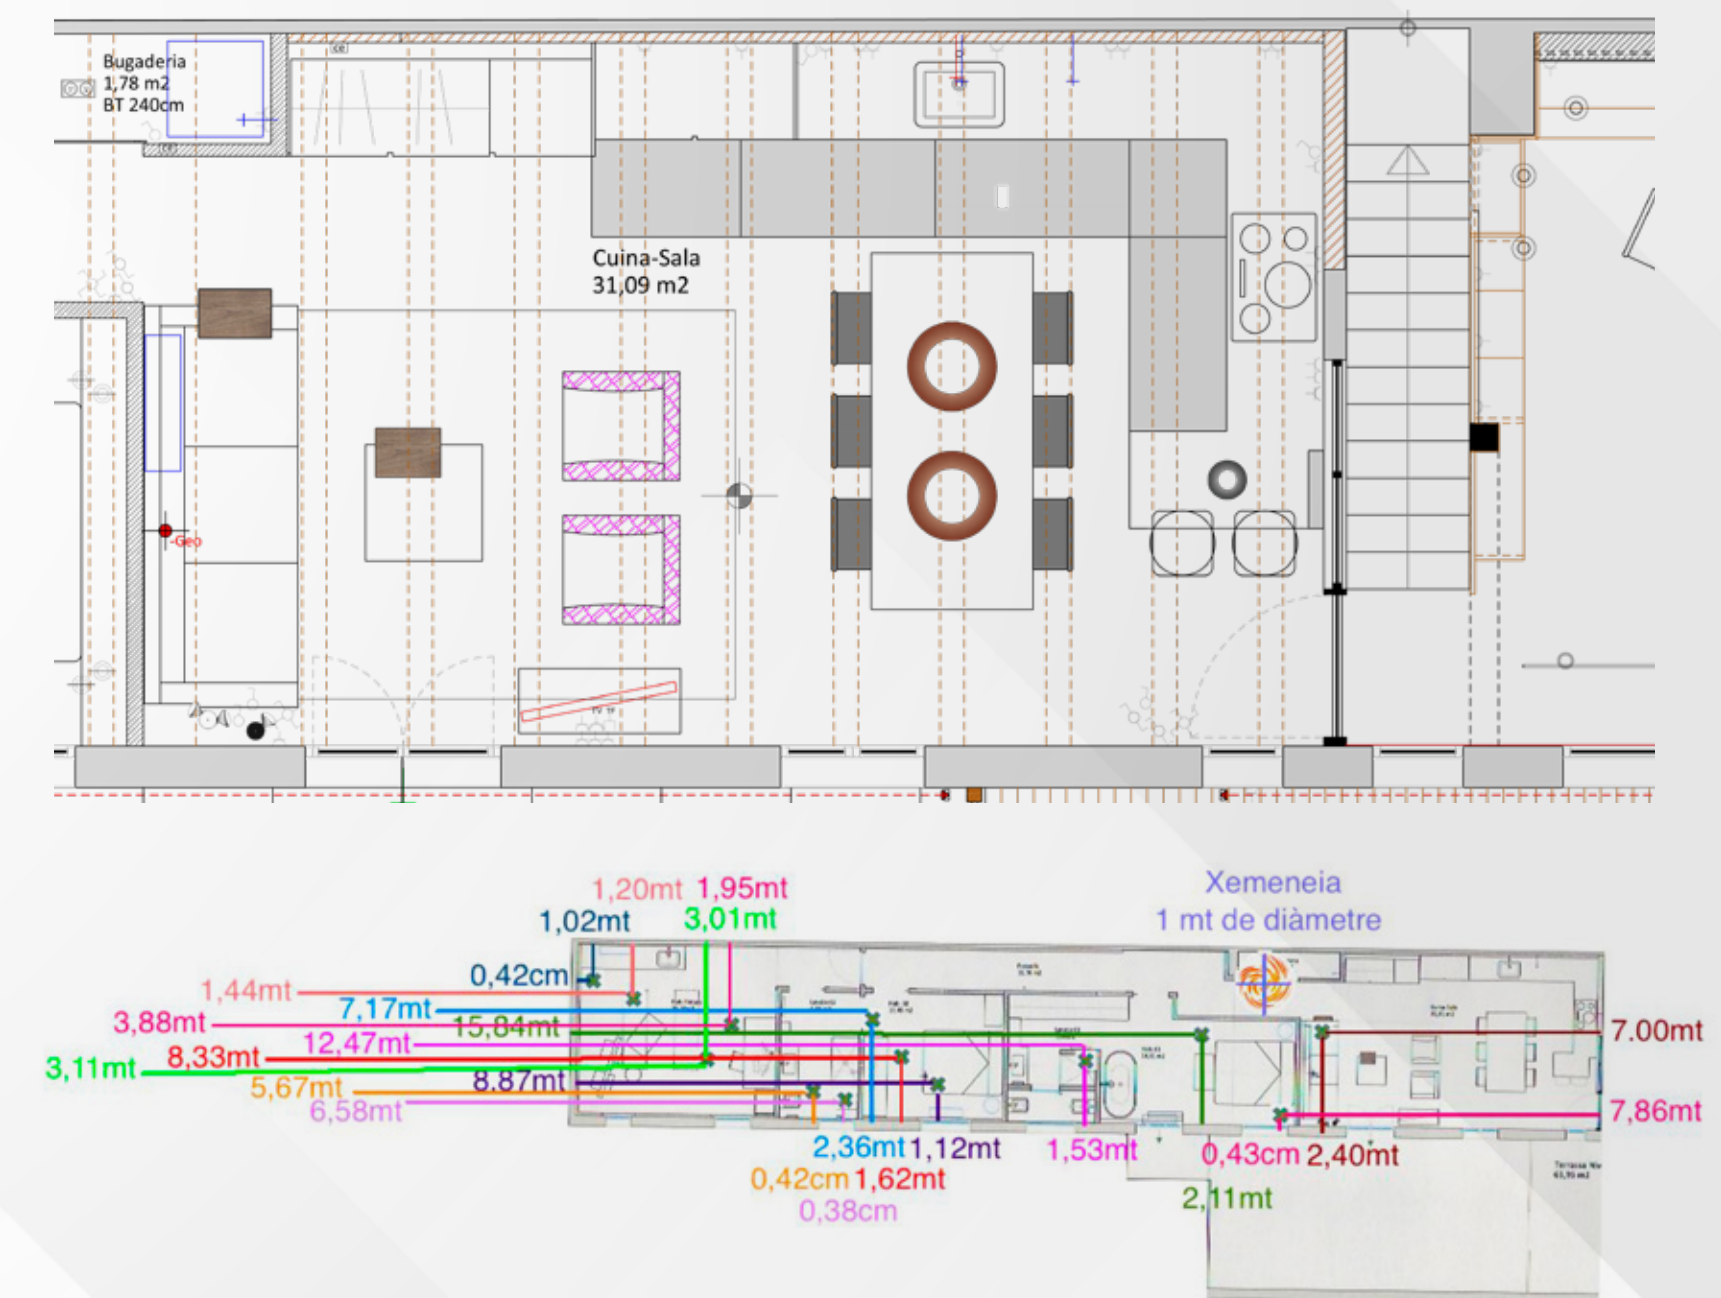 Bugaderia
1,78 m2
BT 240cm
Cuina-Sala
31,09 m2
-Geo
TV
1,20mt 1,95mt
1,02mt 3,01mt
Xemeneia
1 mt de diàmetre
0,42cm
1,44mt
7,17mt
3,88mt
15,84mt
12,47mt
8,33mt
3,11mt
8.87mt
5,67mt
6,58mt
7.00mt
7,86mt
2,36mt 1,12mt 1,53mt 0,43cm 2,40mt
0,42cm 1,62mt
2,11mt
0,38cm